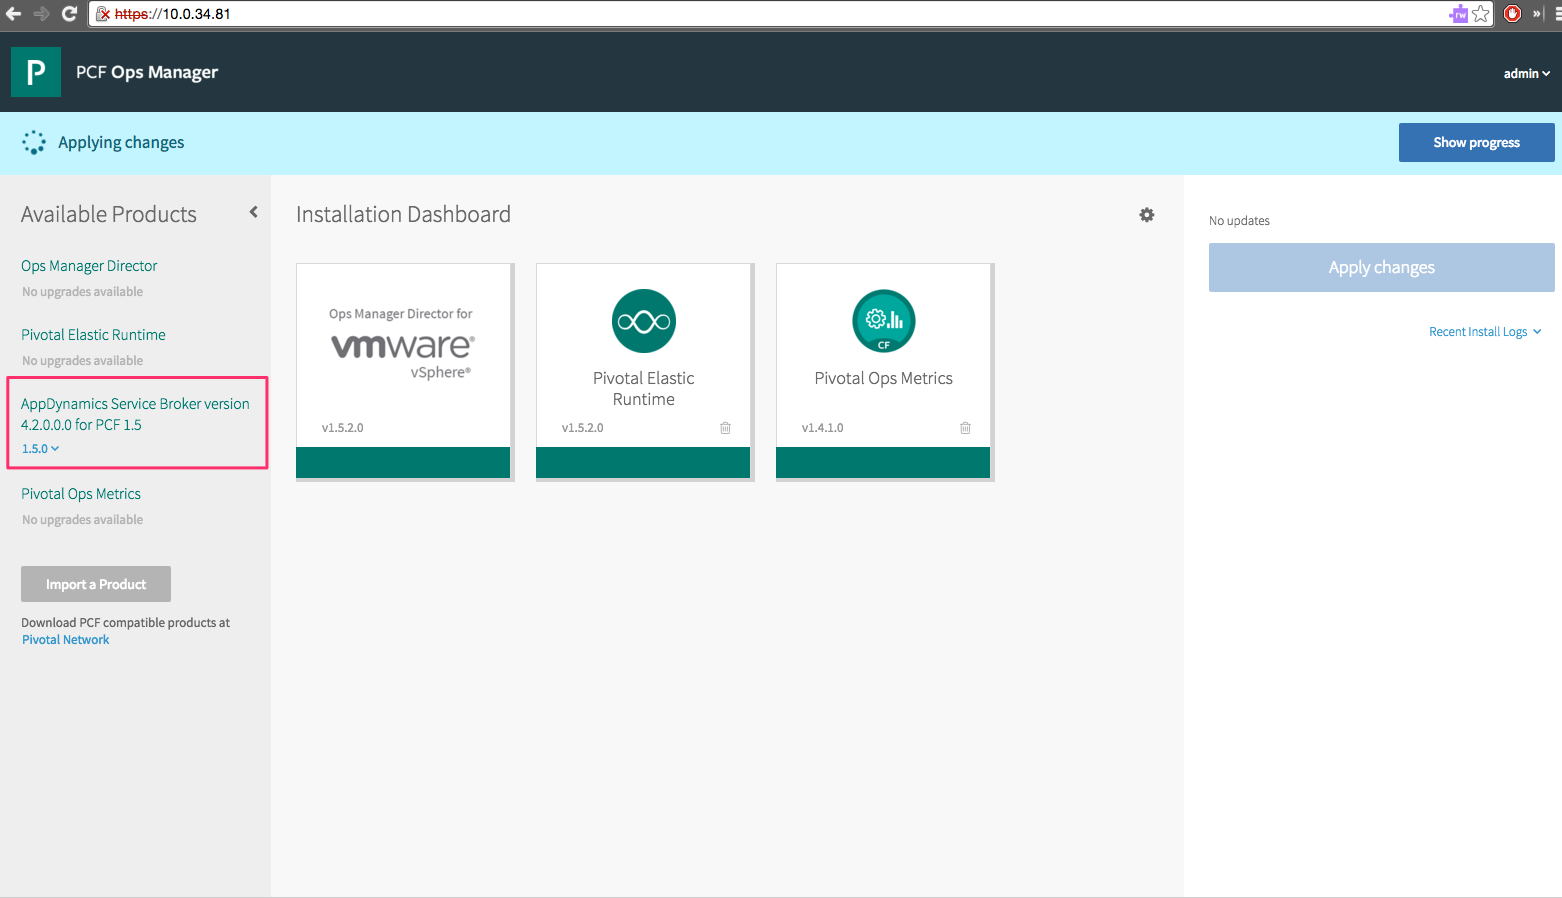 https://10.0.34.81
rw
»
P
PCF Ops Manager
admin
Applying changes
Show progress
Available Products
Ops Manager Director
No upgrades available
Pivotal Elastic Runtime
No upgrades available
AppDynamics Service Broker version
4.2.0.0.0 for PCF 1.5
1.5.0
Pivotal Ops Metrics
No upgrades available
Import a Product
Download PCF compatible products at
Pivotal Network
Installation Dashboard
Ops Manager Director for
vmware®
vSphere®
v1.5.2.0
Pivotal Elastic
Runtime
v1.5.2.0
CF
Pivotal Ops Metrics
v1.4.1.0
No updates
Apply changes
Recent Install Logs